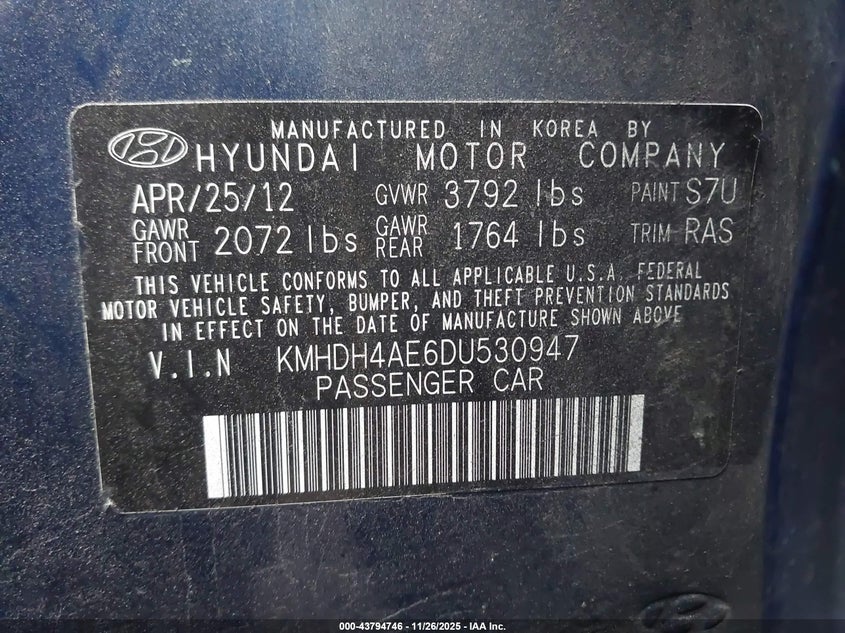 MANUFACTURED IN KOREA BY
HYUNDAI MOTOR COMPANY
APR/25/12 GVWR 3792 lbs PAINT S7U
GAWR FRONT 2072 lbs GAWR REAR 1764 lbs TRIM RAS
THIS VEHICLE CONFORMS TO ALL APPLICABLE U.S.A. FEDERAL
MOTOR VEHICLE SAFETY, BUMPER, AND THEFT PREVENTION STANDARDS
IN EFFECT ON THE DATE OF MANUFACTURE SHOWN ABOVE
V.I.N KMHDH4AE6DU530947
PASSENGER CAR
000-43794746 - 11/26/2025 - IAA Inc.